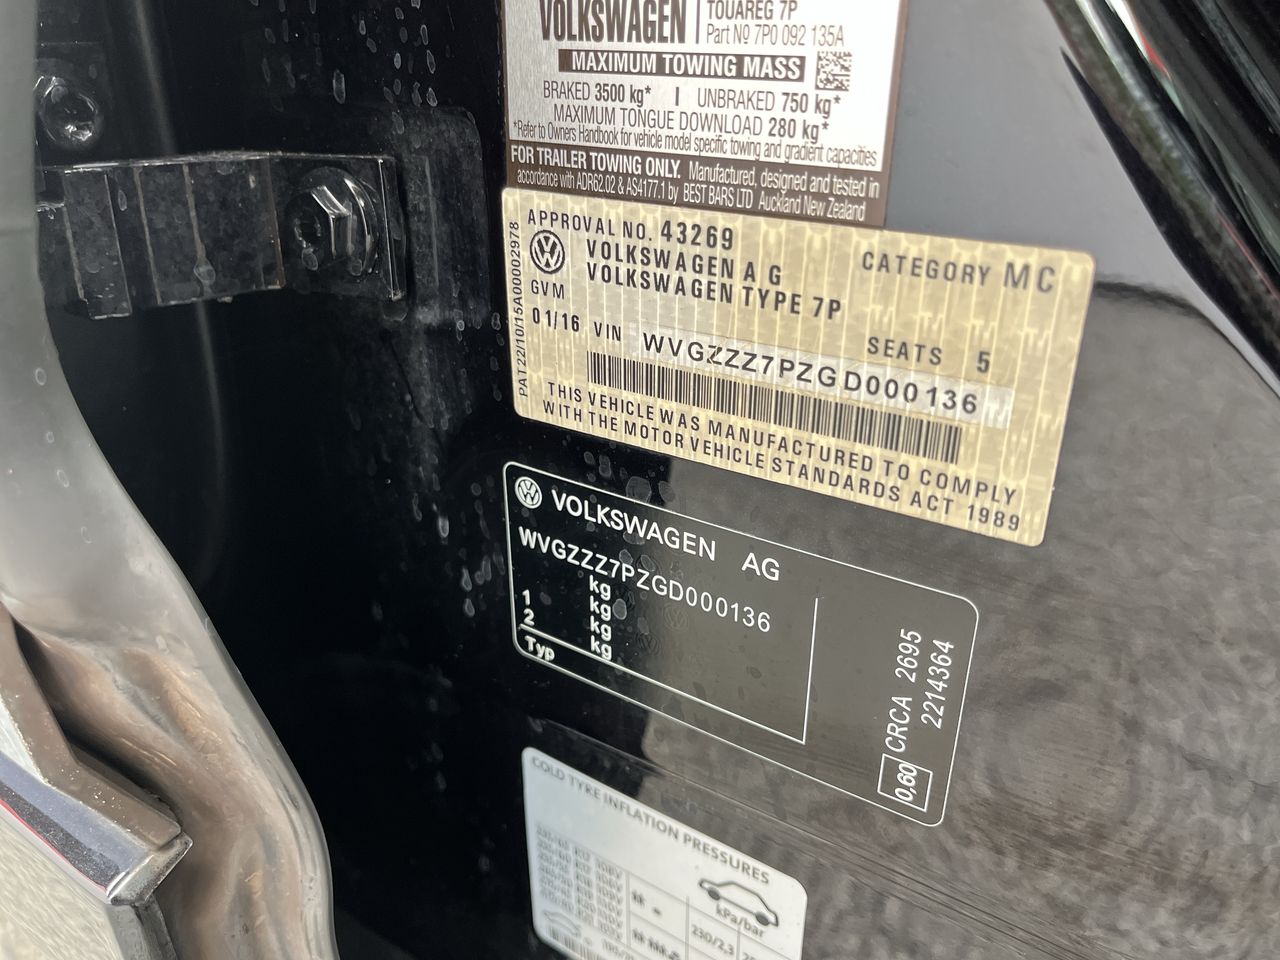 VOLKSWAGEN
TOUAREG 7P
Part Nº 7P0 092 135A
MAXIMUM TOWING MASS
BRAKED 3500 kg* | UNBRAKED 750 kg*
MAXIMUM TONGUE DOWNLOAD 280 kg*
*Refer to Owners Handbook for vehicle model specific towing and gradient capacities
FOR TRAILER TOWING ONLY. Manufactured, designed and tested in
accordance with ADR62.02 & AS4177.1 by BEST BARS LTD Auckland New Zealand
PAT22/10/15A00002978
APPROVAL NO. 43269
VOLKSWAGEN A G
CATEGORY MC
VOLKSWAGEN TYPE 7P
GVM
SEATS 5
01/16 VIN WVGZZZ7PZGD000136
THIS VEHICLE WAS MANUFACTURED TO COMPLY
WITH THE MOTOR VEHICLE STANDARDS ACT 1989
VOLKSWAGEN AG
WVGZZZ7PZGD000136
kg
kg
1 kg
2 kg
Typ
0,60 CRCA 2695
2214364
COLD TYRE INFLATION PRESSURES
kPa/bar
230/2,3